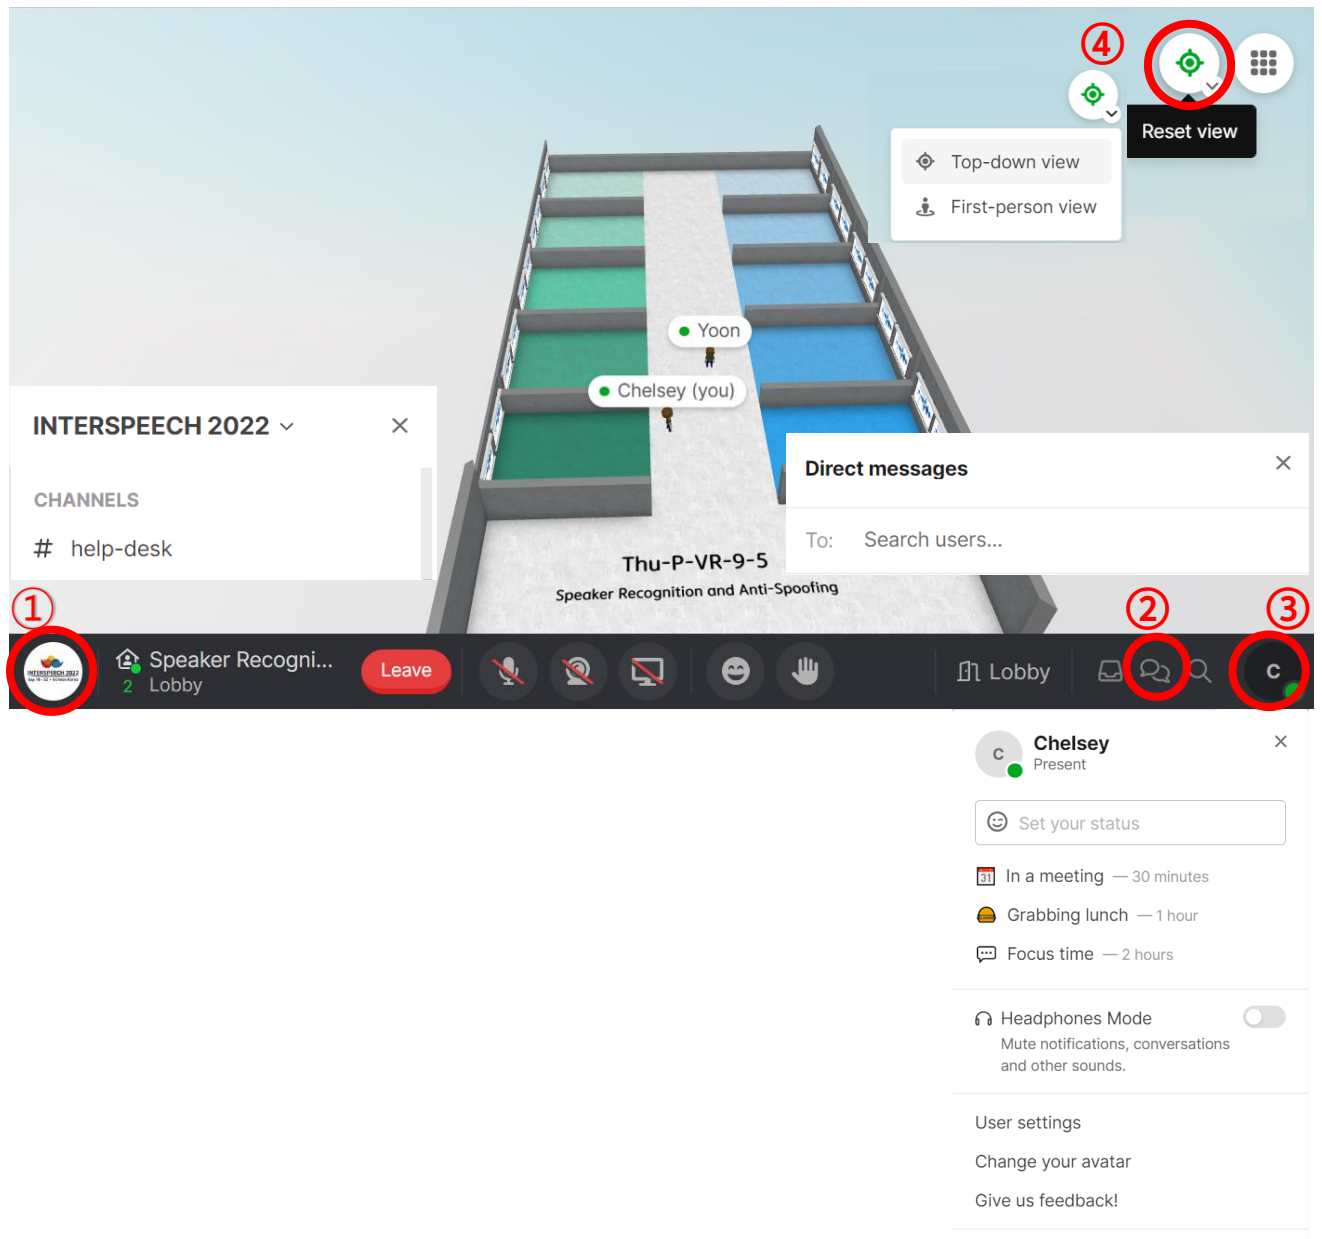 ④
Reset view
Top-down view
First-person view
Yoon
Chelsey (you)
INTERSPEECH 2022
CHANNELS
# help-desk
Direct messages
To: Search users...
Thu-P-VR-9-5
Speaker Recognition and Anti-Spoofing
①
②
③
INTERSPEECH 2022
Speaker Recogni...
2 Lobby
Leave
Lobby
C
C
Chelsey
Present
Set your status
31 In a meeting — 30 minutes
Grabbing lunch — 1 hour
Focus time — 2 hours
Headphones Mode
Mute notifications, conversations
and other sounds.
User settings
Change your avatar
Give us feedback!